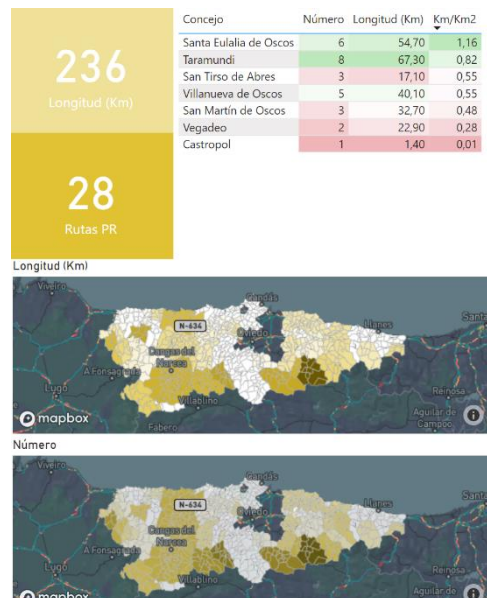 236
Longitud (Km)
28
Rutas PR
Concejo Número Longitud (Km) Km/Km2
Santa Eulalia de Oscos 6 54,70 1,16
Taramundi 8 67,30 0,82
San Tirso de Abres 3 17,10 0,55
Villanueva de Oscos 5 40,10 0,55
San Martín de Oscos 3 32,70 0,48
Vegadeo 2 22,90 0,28
Castropol 1 1,40 0,01
Longitud (Km)
Viveiro
N-634
Oviedo
Llanes
Santa
Cangas del
Narcea
A Fonsagrada
Lugo
Villablino
Reinosa
Fabero
Aguilar de
Campoo
mapbox
Número
Viveiro
N-634
Oviedo
Llanes
Santa
Cangas del
Narcea
A Fonsagrada
Lugo
Villablino
Reinosa
Aguilar de
mapbox